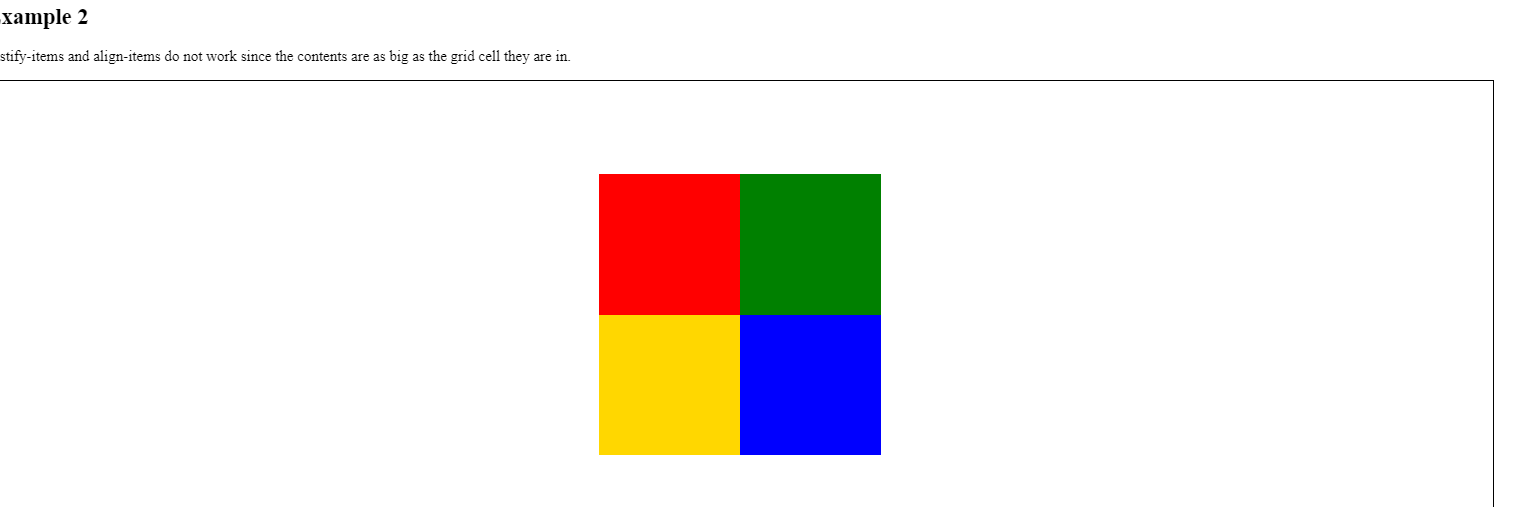 xample 2
stify-items and align-items do not work since the contents are as big as the grid cell they are in.